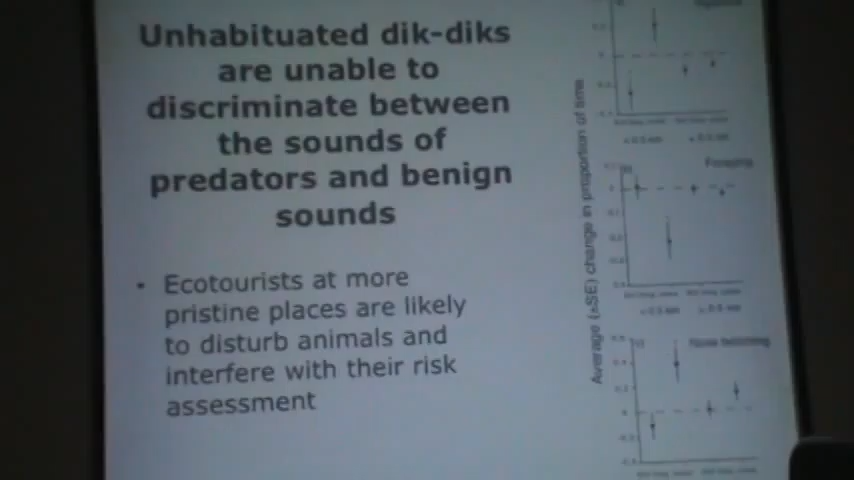 Unhabituated dik-diks
are unable to
discriminate between
the sounds of
predators and benign
sounds
• Ecotourists at more
pristine places are likely
to disturb animals and
interfere with their risk
assessment
Average (±SE) change in proportion of time
Foraging